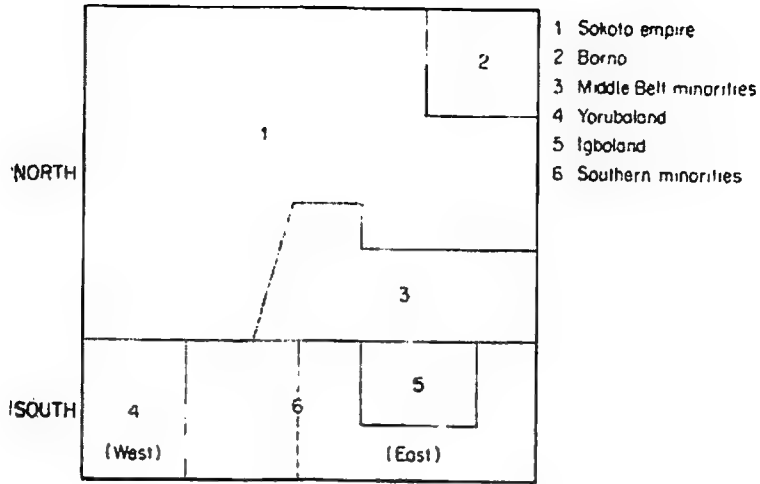 1 Sokoto empire
2 Borno
3 Middle Belt minorities
4 Yorubaland
5 Igboland
6 Southern minorities
2
1
NORTH
3
SOUTH
4
6
5
(West)
(East)